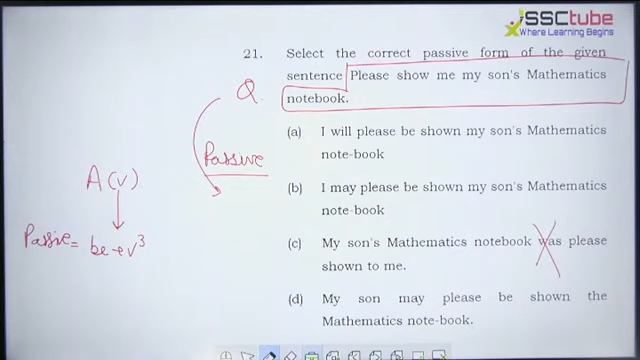 SSCtube
Where Learning Begins
21. Select the correct passive form of the given
sentence Please show me my son's Mathematics
notebook.
Q.
(a) I will please be shown my son's Mathematics
note-book
Passive
A (v)
(b) I may please be shown my son's Mathematics
note-book
Passive = be + v³
(c) My son's Mathematics notebook was please
shown to me.
(d) My son may please be shown the
Mathematics note-book.